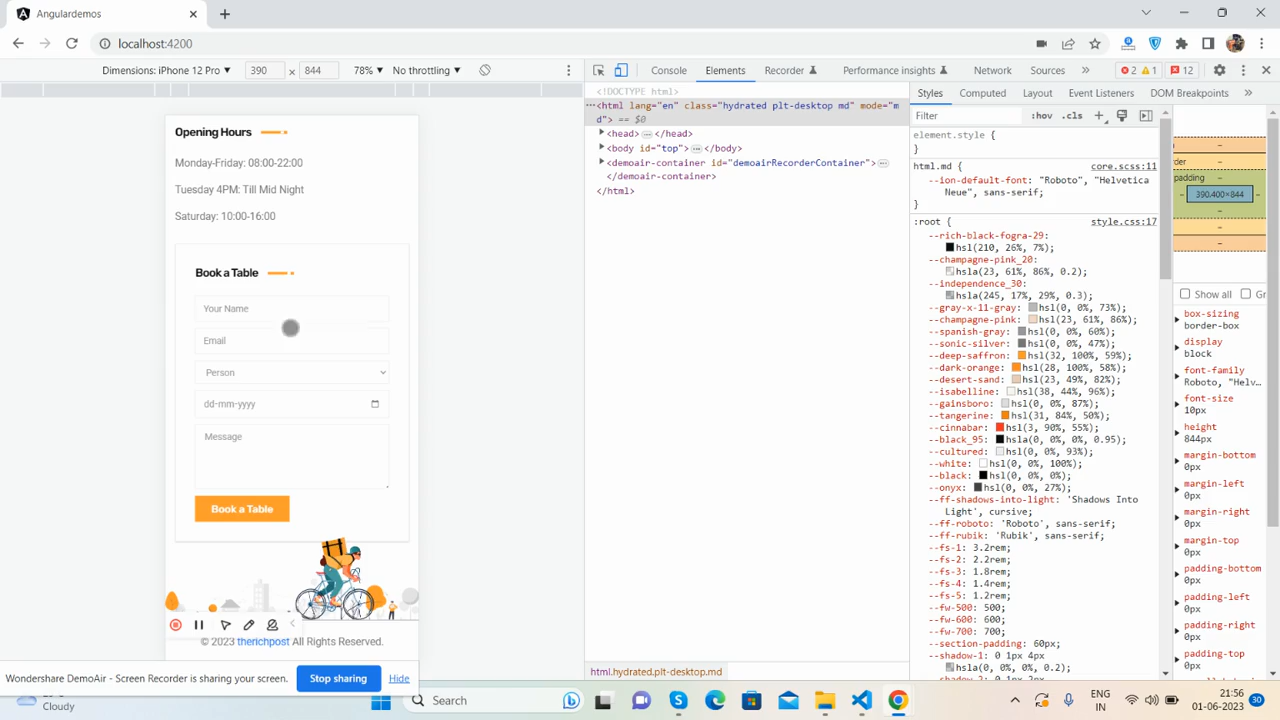 Angulardemos
localhost:4200
Dimensions: iPhone 12 Pro 390 × 844 78% No throttling
Console Elements Recorder Performance insights Network Sources 2 1 12
Opening Hours
Monday-Friday: 08:00-22:00
Tuesday 4PM: Till Mid Night
Saturday: 10:00-16:00
Book a Table
Your Name
Email
Person
dd-mm-yyyy
Message
Book a Table
© 2023 therichpost All Rights Reserved.
Wondershare DemoAir - Screen Recorder is sharing your screen. Stop sharing Hide
<!DOCTYPE html>
<html lang="en" class="hydrated plt-desktop md" mode="m
d"> == $0
<head> </head>
<body id="top"> </body>
<demoair-container id="demoairRecorderContainer">
</demoair-container>
</html>
html.hydrated.plt-desktop.md
Styles Computed Layout Event Listeners DOM Breakpoints
Filter :hov .cls
element.style {
}
html.md { core.scss:11
--ion-default-font: "Roboto", "Helvetica
Neue", sans-serif;
}
:root { style.css:17
--rich-black-fogra-29:
hsl(210, 26%, 7%);
--champagne-pink_20:
hsla(23, 61%, 86%, 0.2);
--independence_30:
hsla(245, 17%, 29%, 0.3);
--gray-x-11-gray: hsl(0, 0%, 73%);
--champagne-pink: hsl(23, 61%, 86%);
--spanish-gray: hsl(0, 0%, 60%);
--sonic-silver: hsl(0, 0%, 47%);
--deep-saffron: hsl(32, 100%, 59%);
--dark-orange: hsl(28, 100%, 58%);
--desert-sand: hsl(23, 49%, 82%);
--isabelline: hsl(38, 44%, 96%);
--gainsboro: hsl(0, 0%, 87%);
--tangerine: hsl(31, 84%, 50%);
--cinnabar: hsl(3, 90%, 55%);
--black_95: hsla(0, 0%, 0%, 0.95);
--cultured: hsl(0, 0%, 93%);
--white: hsl(0, 0%, 100%);
--black: hsl(0, 0%, 0%);
--onyx: hsl(0, 0%, 27%);
--ff-shadows-into-light: 'Shadows Into
Light', cursive;
--ff-roboto: 'Roboto', sans-serif;
--ff-rubik: 'Rubik', sans-serif;
--fs-1: 3.2rem;
--fs-2: 2.2rem;
--fs-3: 1.8rem;
--fs-4: 1.4rem;
--fs-5: 1.2rem;
--fw-500: 500;
--fw-600: 600;
--fw-700: 700;
--section-padding: 60px;
--shadow-1: 0 1px 4px
hsla(0, 0%, 0%, 0.2);
padding
390.400×844
Show all
box-sizing
border-box
display
block
font-family
Roboto, "Helv…
font-size
10px
height
844px
margin-bottom
0px
margin-left
0px
margin-right
0px
margin-top
0px
padding-bottom
0px
padding-left
0px
padding-right
0px
padding-top
0px
Cloudy
Search
ENG
IN
21:56
01-06-2023
30